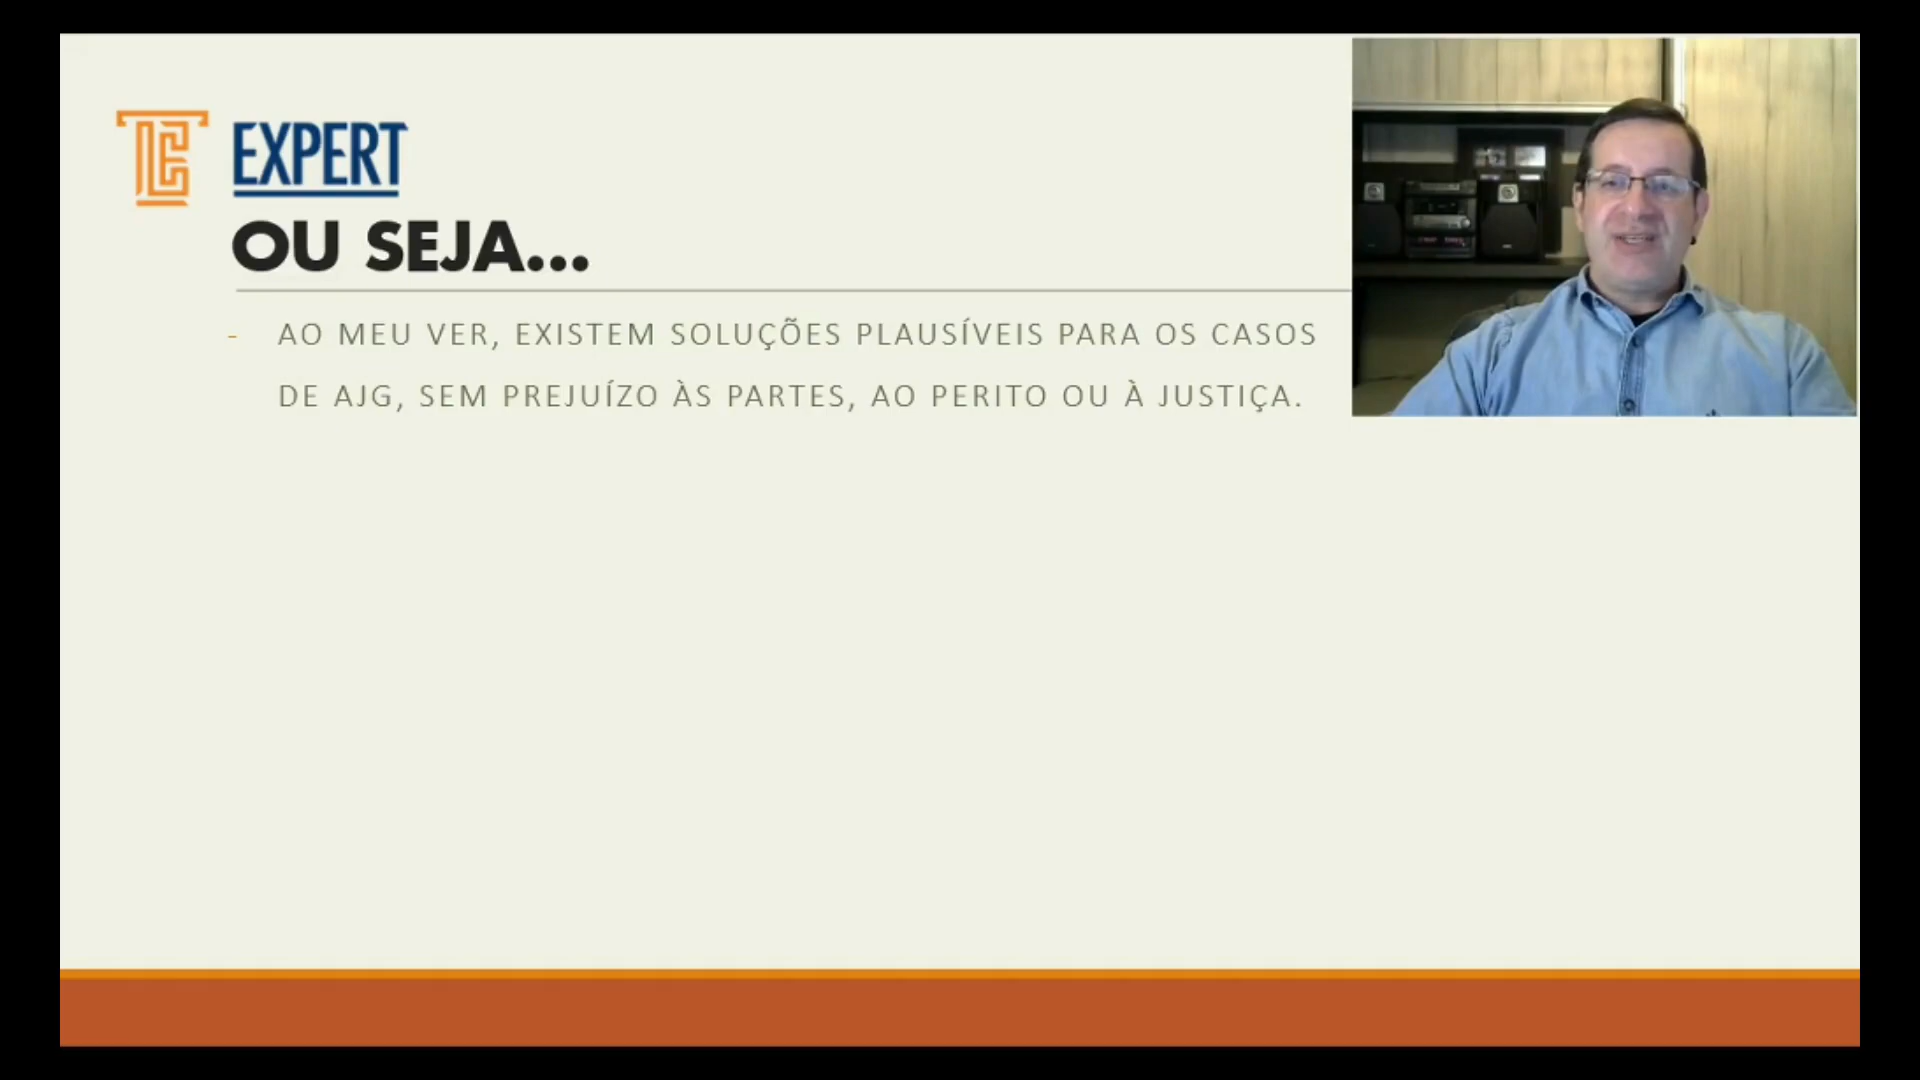 EXPERT
OU SEJA...
- AO MEU VER, EXISTEM SOLUÇÕES PLAUSÍVEIS PARA OS CASOS
DE AJG, SEM PREJUÍZO ÀS PARTES, AO PERITO OU À JUSTIÇA.